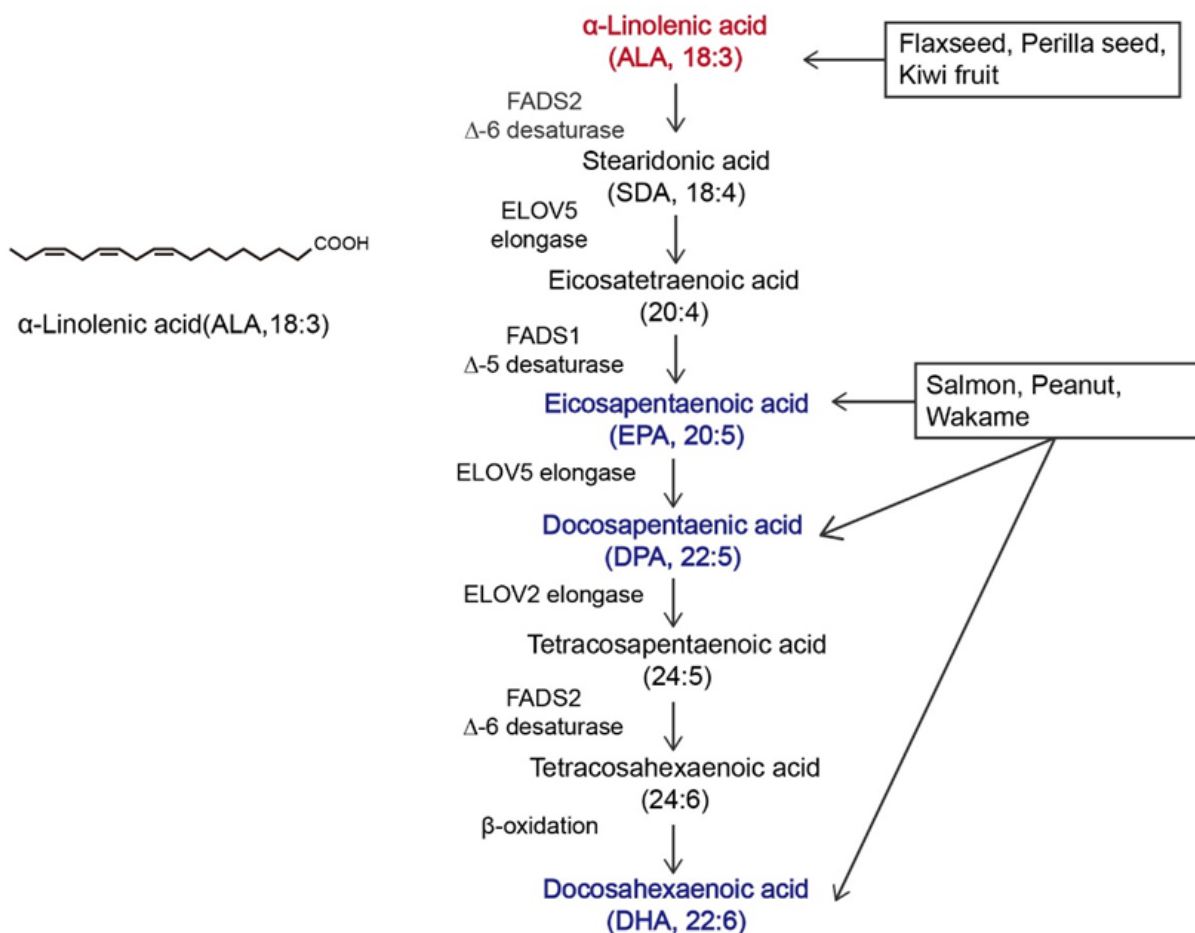 α-Linolenic acid
(ALA, 18:3)
Flaxseed, Perilla seed,
Kiwi fruit
FADS2
Δ-6 desaturase
Stearidonic acid
(SDA, 18:4)
ELOV5
elongase
COOH
α-Linolenic acid(ALA,18:3)
Eicosatetraenoic acid
(20:4)
FADS1
Δ-5 desaturase
Eicosapentaenoic acid
(EPA, 20:5)
Salmon, Peanut,
Wakame
ELOV5 elongase
Docosapentaenic acid
(DPA, 22:5)
ELOV2 elongase
Tetracosapentaenoic acid
(24:5)
FADS2
Δ-6 desaturase
Tetracosahexaenoic acid
(24:6)
β-oxidation
Docosahexaenoic acid
(DHA, 22:6)